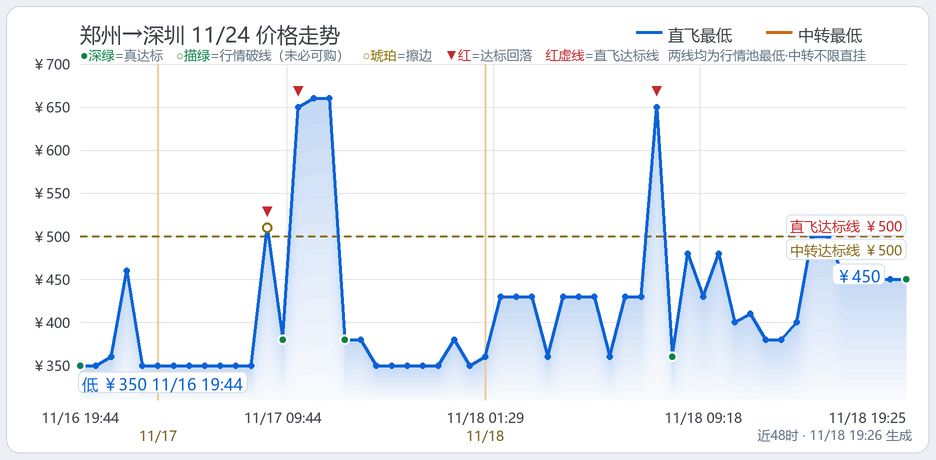 郑州→深圳 11/24 价格走势
直飞最低 中转最低
●深绿=真达标 ○描绿=行情破线（未必可购） ○琥珀=擦边 ▼红=达标回落 红虚线=直飞达标线 两线均为行情池最低·中转不限直挂
¥700
¥650
¥600
¥550
¥500
¥450
¥400
¥350
直飞达标线 ¥500
中转达标线 ¥500
¥450
低 ¥350 11/16 19:44
11/16 19:44 11/17 09:44 11/18 01:29 11/18 09:18 11/18 19:25
11/17 11/18
近48时 · 11/18 19:26 生成